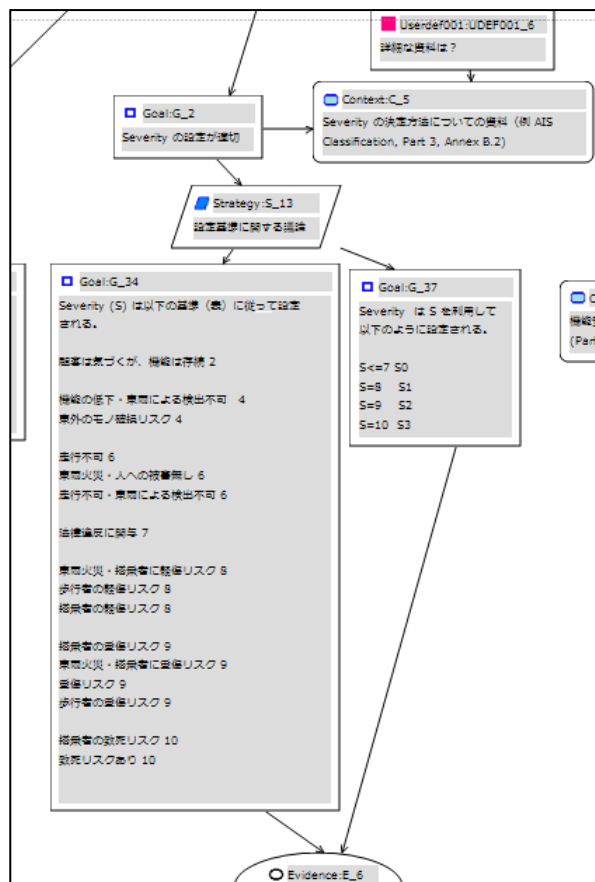 Userdef001:UDEF001_6
詳細な資料は?
Goal:G_2
Severity の設定が適切
Context:C_5
Severity の決定方法についての資料 (例 AIS
Classification, Part 3, Annex B.2)
Strategy:S_13
設定基準に関する議論
Goal:G_34
Severity (S) は以下の基準 (表) に従って設定
される。
顧客は気づくが、機能は存続 2
機能の低下・車両による検出不可 4
車外のモノ破損リスク 4
走行不可 6
車両火災・人への被害無し 6
走行不可・車両による検出不可 6
法律違反に関与 7
車両火災・搭乗者に軽傷リスク 8
歩行者の軽傷リスク 8
搭乗者の軽傷リスク 8
搭乗者の重傷リスク 9
車両火災・搭乗者に重傷リスク 9
重傷リスク 9
歩行者の重傷リスク 9
搭乗者の致死リスク 10
致死リスクあり 10
Goal:G_37
Severity は S を利用して
以下のように設定される。
S<=7 S0
S=8 S1
S=9 S2
S=10 S3
C
機能
(Part
Evidence:E_6